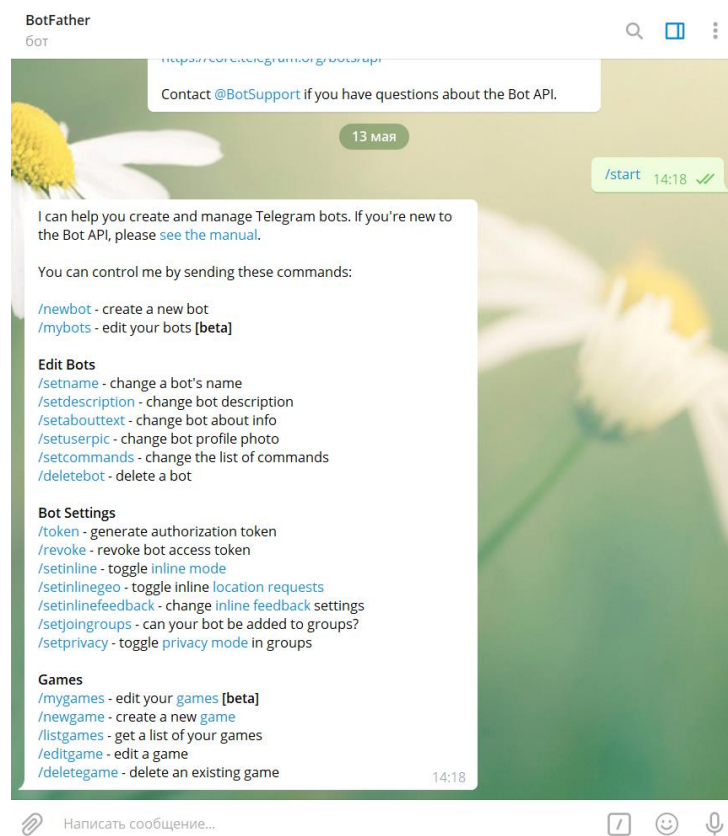 BotFather
бот
https://core.telegram.org/bots/api
Contact @BotSupport if you have questions about the Bot API.
13 мая
/start 14:18
I can help you create and manage Telegram bots. If you're new to
the Bot API, please see the manual.
You can control me by sending these commands:
/newbot - create a new bot
/mybots - edit your bots [beta]
Edit Bots
/setname - change a bot's name
/setdescription - change bot description
/setabouttext - change bot about info
/setuserpic - change bot profile photo
/setcommands - change the list of commands
/deletebot - delete a bot
Bot Settings
/token - generate authorization token
/revoke - revoke bot access token
/setinline - toggle inline mode
/setinlinegeo - toggle inline location requests
/setinlinefeedback - change inline feedback settings
/setjoingroups - can your bot be added to groups?
/setprivacy - toggle privacy mode in groups
Games
/mygames - edit your games [beta]
/newgame - create a new game
/listgames - get a list of your games
/editgame - edit a game
/deletegame - delete an existing game
14:18
Написать сообщение...